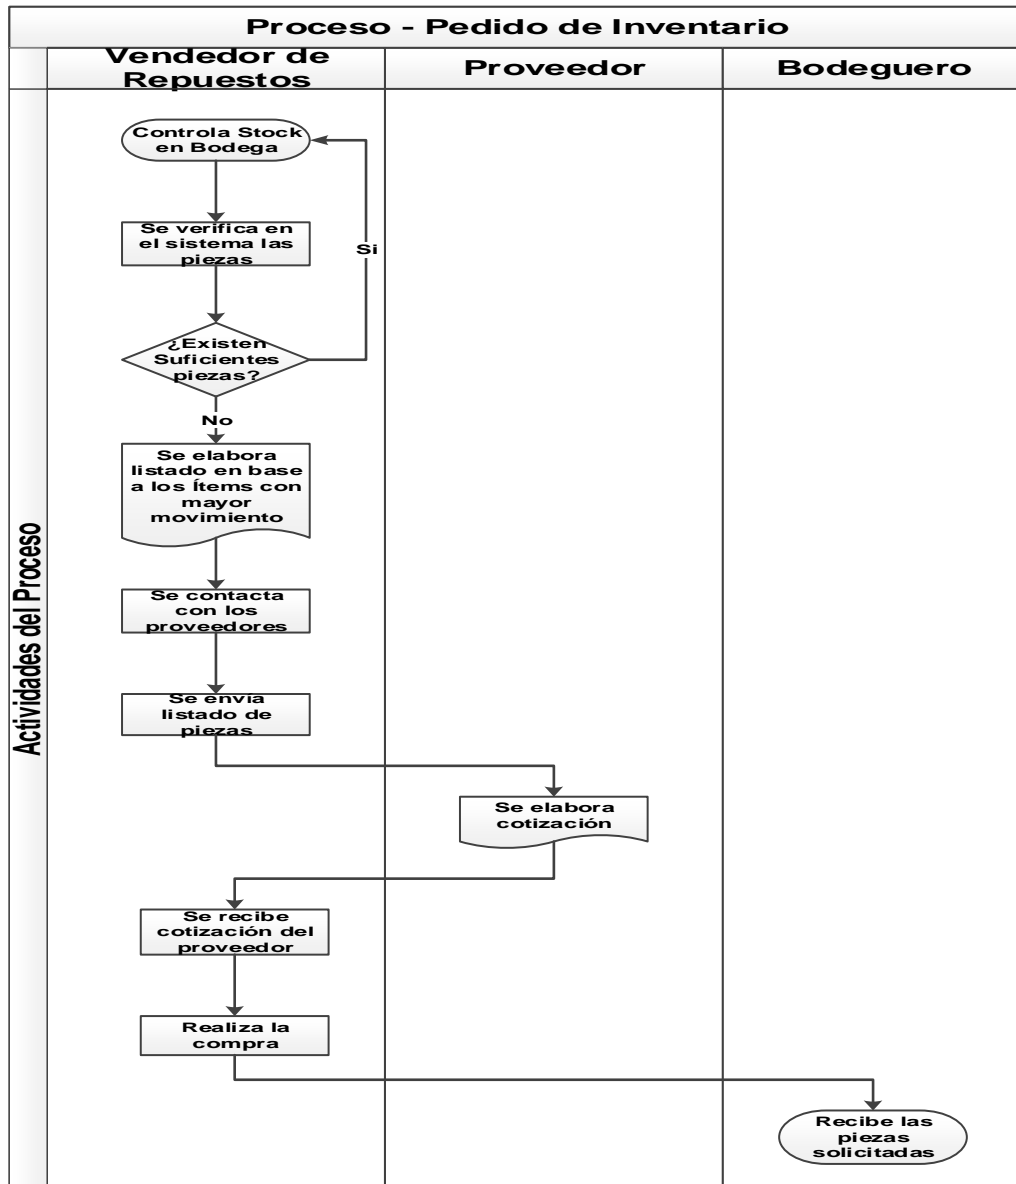 Proceso - Pedido de Inventario
Vendedor de
Repuestos
Proveedor
Bodeguero
Actividades del Proceso
Controla Stock
en Bodega
Se verifica en
el sistema las
piezas
Si
¿Existen
Suficientes
piezas?
No
Se elabora
listado en base
a los Ítems con
mayor
movimiento
Se contacta
con los
proveedores
Se envía
listado de
piezas
Se elabora
cotización
Se recibe
cotización del
proveedor
Realiza la
compra
Recibe las
piezas
solicitadas